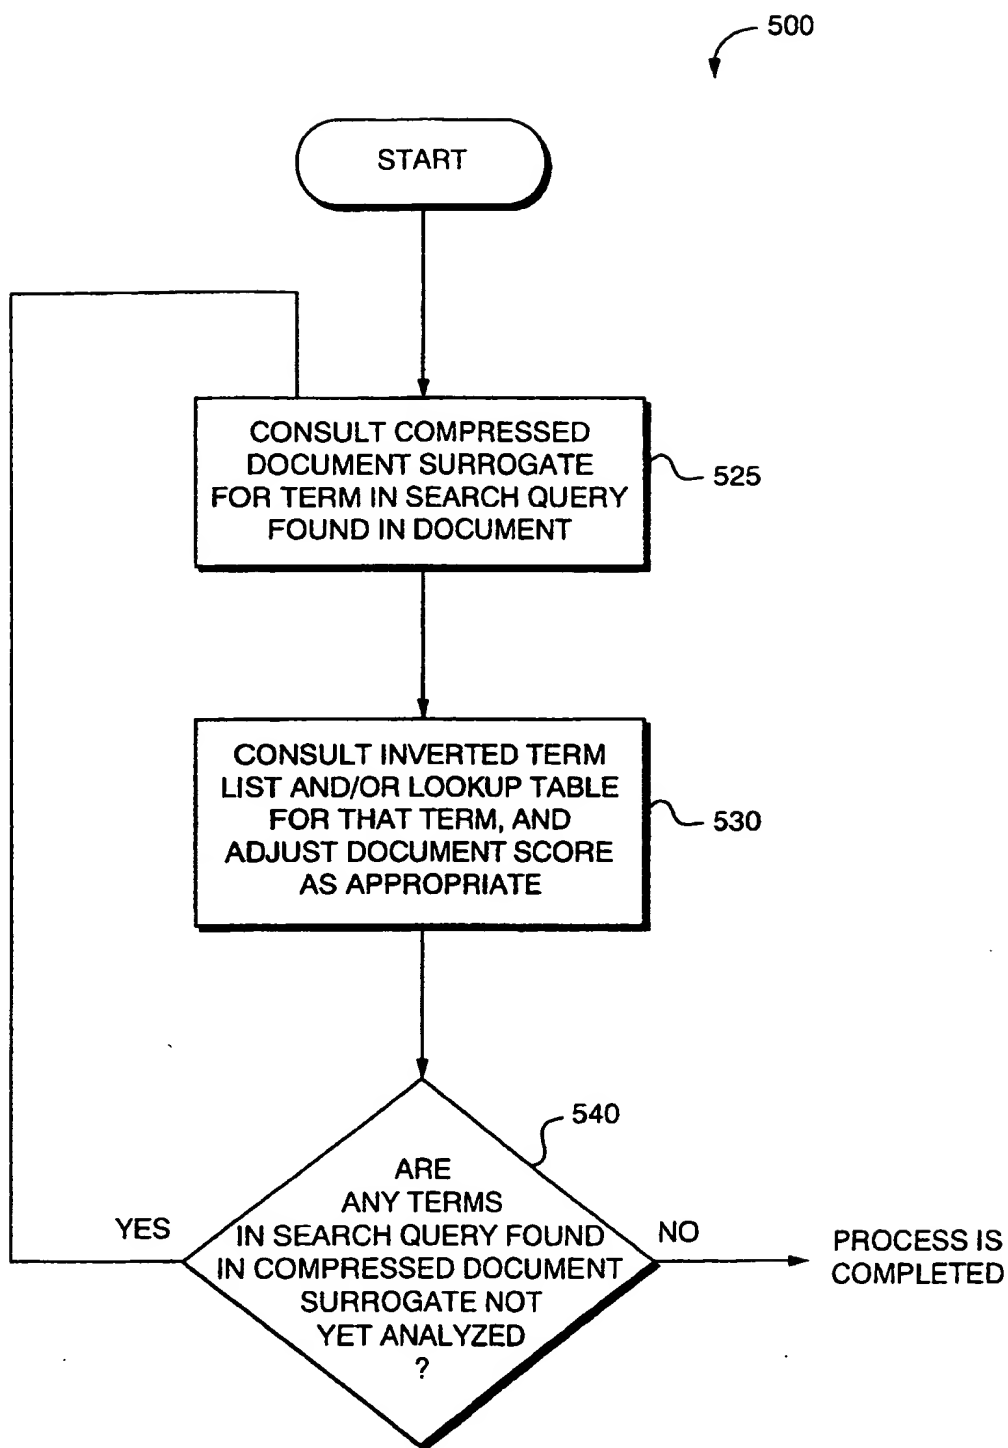 500
START
CONSULT COMPRESSED
DOCUMENT SURROGATE
FOR TERM IN SEARCH QUERY
FOUND IN DOCUMENT
525
CONSULT INVERTED TERM
LIST AND/OR LOOKUP TABLE
FOR THAT TERM, AND
ADJUST DOCUMENT SCORE
AS APPROPRIATE
530
540
ARE
ANY TERMS
IN SEARCH QUERY FOUND
IN COMPRESSED DOCUMENT
SURROGATE NOT
YET ANALYZED
?
YES
NO
PROCESS IS
COMPLETED